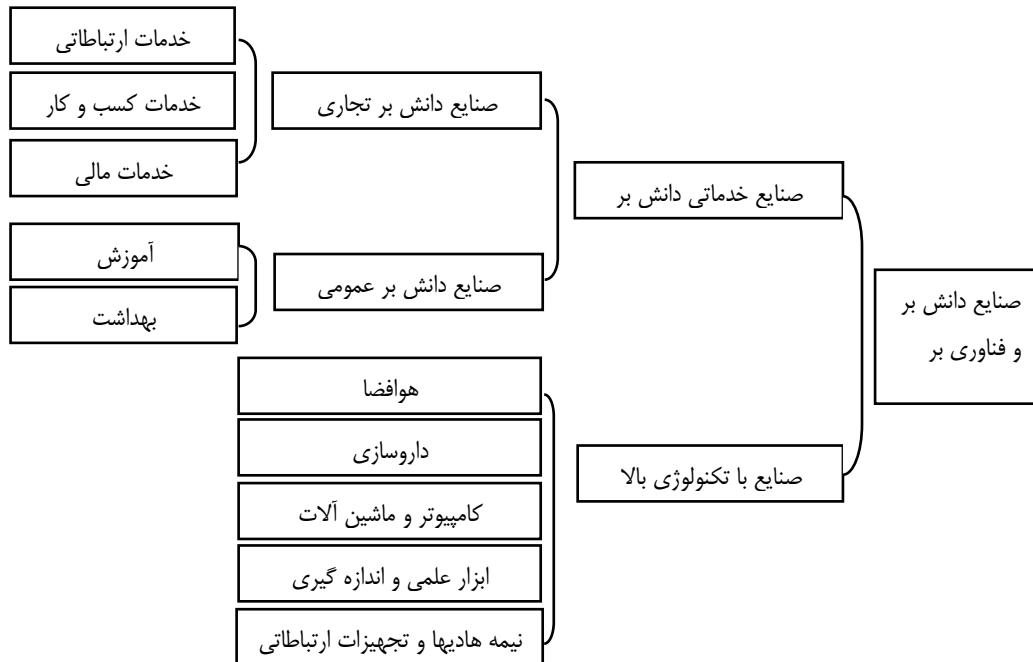 صنایع دانش بر
و فناوری بر
صنایع خدماتی دانش بر
صنایع دانش بر تجاری
خدمات ارتباطاتی
خدمات کسب و کار
خدمات مالی
صنایع دانش بر عمومی
آموزش
بهداشت
صنایع با تکنولوژی بالا
هوافضا
داروسازی
کامپیوتر و ماشین آلات
ابزار علمی و اندازه گیری
نیمه هادیها و تجهیزات ارتباطاتی